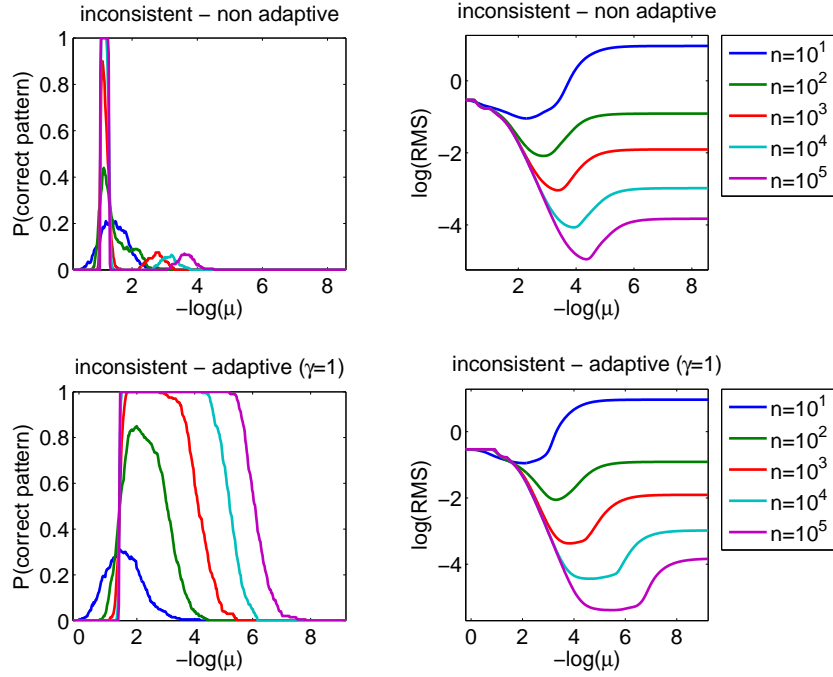 inconsistent − non adaptive
P(correct pattern)
1
0.8
0.6
0.4
0.2
0
2 4 6 8
−log(μ)
inconsistent − non adaptive
log(RMS)
0
−2
−4
2 4 6 8
−log(μ)
n=10^1
n=10^2
n=10^3
n=10^4
n=10^5
inconsistent − adaptive (γ=1)
P(correct pattern)
1
0.8
0.6
0.4
0.2
0
0 2 4 6 8
−log(μ)
inconsistent − adaptive (γ=1)
log(RMS)
0
−2
−4
0 2 4 6 8
−log(μ)
n=10^1
n=10^2
n=10^3
n=10^4
n=10^5